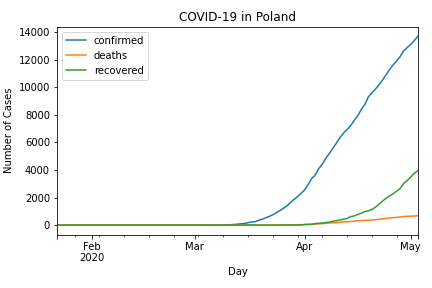 COVID-19 in Poland
14000
12000
10000
8000
6000
4000
2000
0
Number of Cases
confirmed
deaths
recovered
Feb
2020
Mar
Apr
May
Day